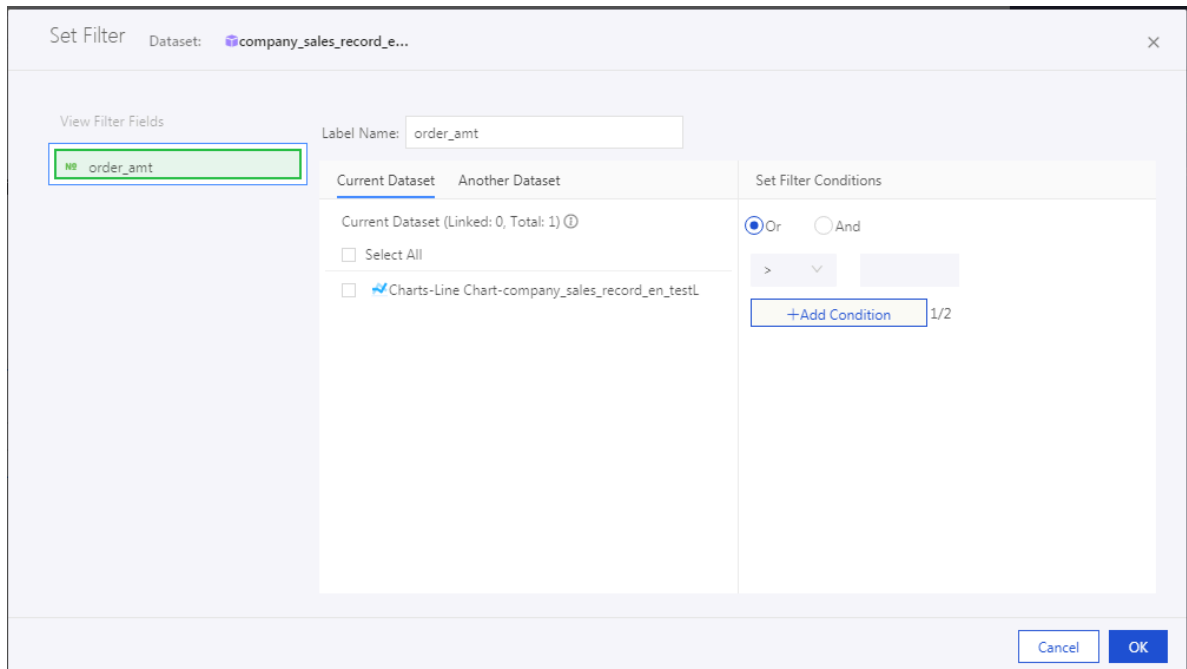 Set Filter Dataset: company_sales_record_e...
View Filter Fields
№ order_amt
Label Name: order_amt
Current Dataset Another Dataset
Current Dataset (Linked: 0, Total: 1)
Select All
Charts-Line Chart-company_sales_record_en_testL
Set Filter Conditions
Or And
>
+Add Condition 1/2
Cancel OK